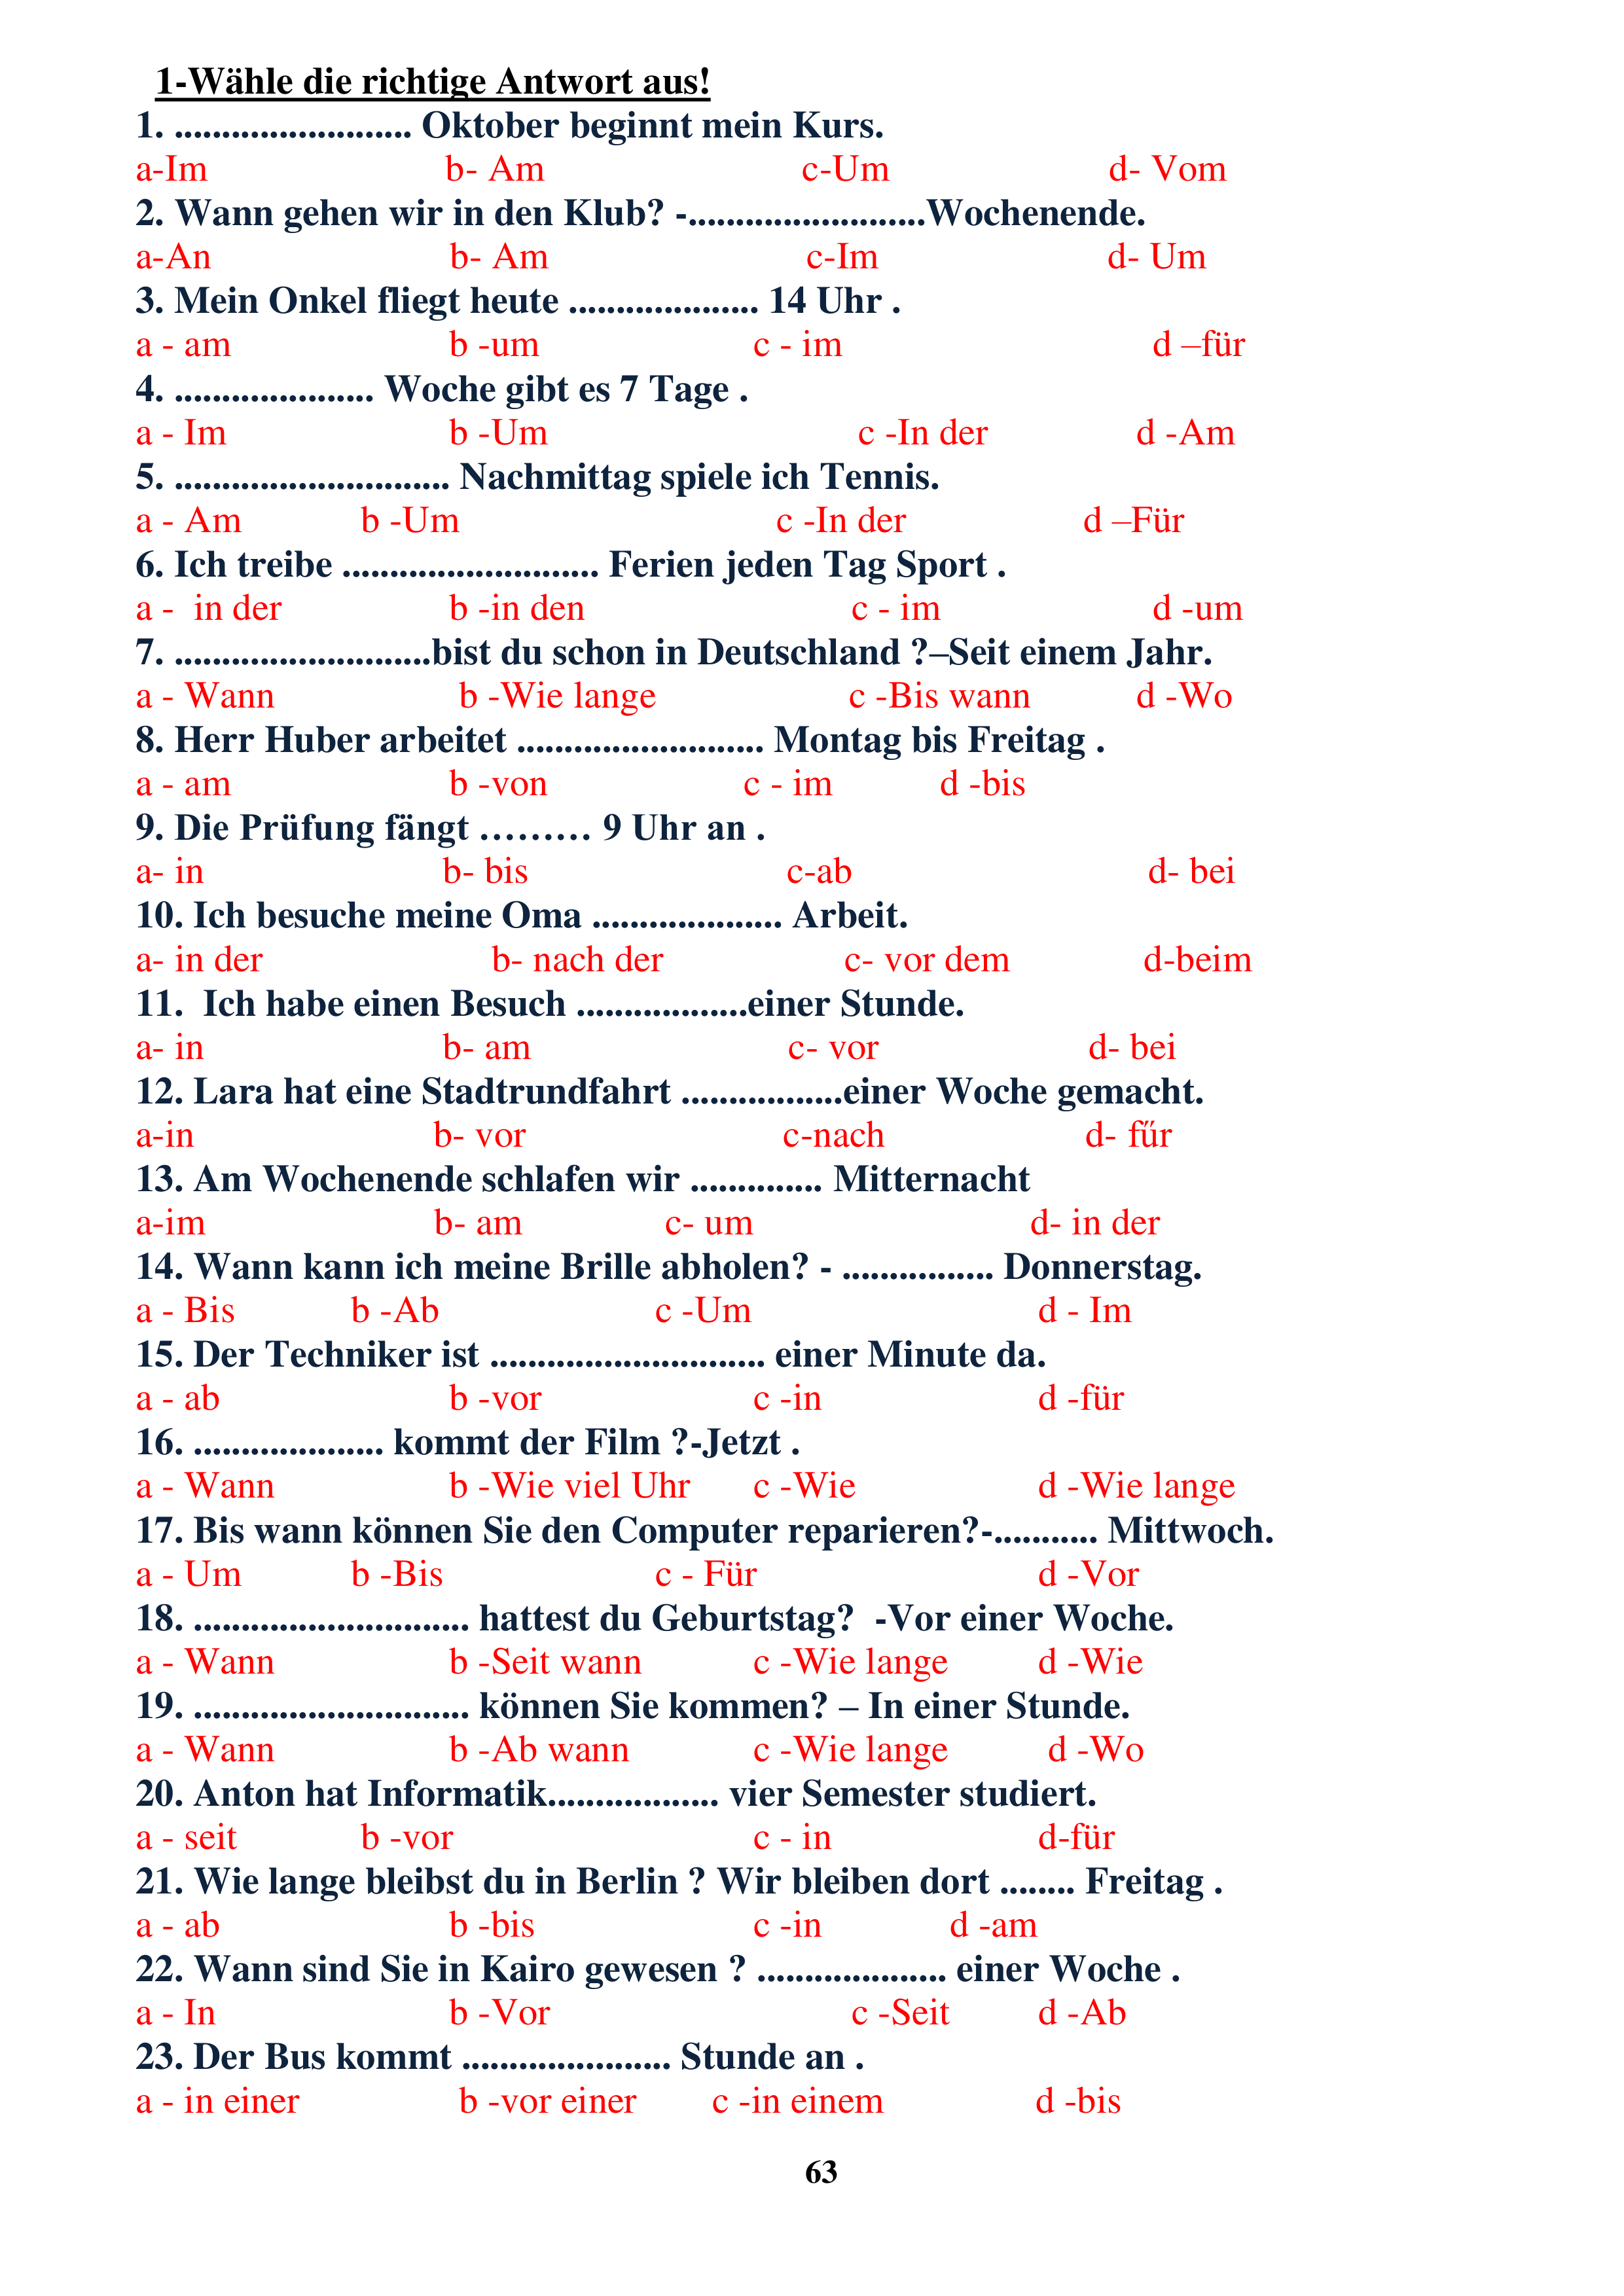 1-Wähle die richtige Antwort aus!
1. ......................... Oktober beginnt mein Kurs.
a-Im b- Am c-Um d- Vom
2. Wann gehen wir in den Klub? -.........................Wochenende.
a-An b- Am c-Im d- Um
3. Mein Onkel fliegt heute .................... 14 Uhr .
a - am b -um c - im d –für
4. ..................... Woche gibt es 7 Tage .
a - Im b -Um c -In der d -Am
5. ............................. Nachmittag spiele ich Tennis.
a - Am b -Um c -In der d –Für
6. Ich treibe ........................... Ferien jeden Tag Sport .
a - in der b -in den c - im d -um
7. ...........................bist du schon in Deutschland ?–Seit einem Jahr.
a - Wann b -Wie lange c -Bis wann d -Wo
8. Herr Huber arbeitet .......................... Montag bis Freitag .
a - am b -von c - im d -bis
9. Die Prüfung fängt ……… 9 Uhr an .
a- in b- bis c-ab d- bei
10. Ich besuche meine Oma .................... Arbeit.
a- in der b- nach der c- vor dem d-beim
11. Ich habe einen Besuch ..................einer Stunde.
a- in b- am c- vor d- bei
12. Lara hat eine Stadtrundfahrt .................einer Woche gemacht.
a-in b- vor c-nach d- fűr
13. Am Wochenende schlafen wir .............. Mitternacht
a-im b- am c- um d- in der
14. Wann kann ich meine Brille abholen? - ................ Donnerstag.
a - Bis b -Ab c -Um d - Im
15. Der Techniker ist ............................. einer Minute da.
a - ab b -vor c -in d -für
16. .................... kommt der Film ?-Jetzt .
a - Wann b -Wie viel Uhr c -Wie d -Wie lange
17. Bis wann können Sie den Computer reparieren?-........... Mittwoch.
a - Um b -Bis c - Für d -Vor
18. ............................. hattest du Geburtstag? -Vor einer Woche.
a - Wann b -Seit wann c -Wie lange d -Wie
19. ............................. können Sie kommen? – In einer Stunde.
a - Wann b -Ab wann c -Wie lange d -Wo
20. Anton hat Informatik.................. vier Semester studiert.
a - seit b -vor c - in d-für
21. Wie lange bleibst du in Berlin ? Wir bleiben dort ........ Freitag .
a - ab b -bis c -in d -am
22. Wann sind Sie in Kairo gewesen ? .................... einer Woche .
a - In b -Vor c -Seit d -Ab
23. Der Bus kommt ...................... Stunde an .
a - in einer b -vor einer c -in einem d -bis
63